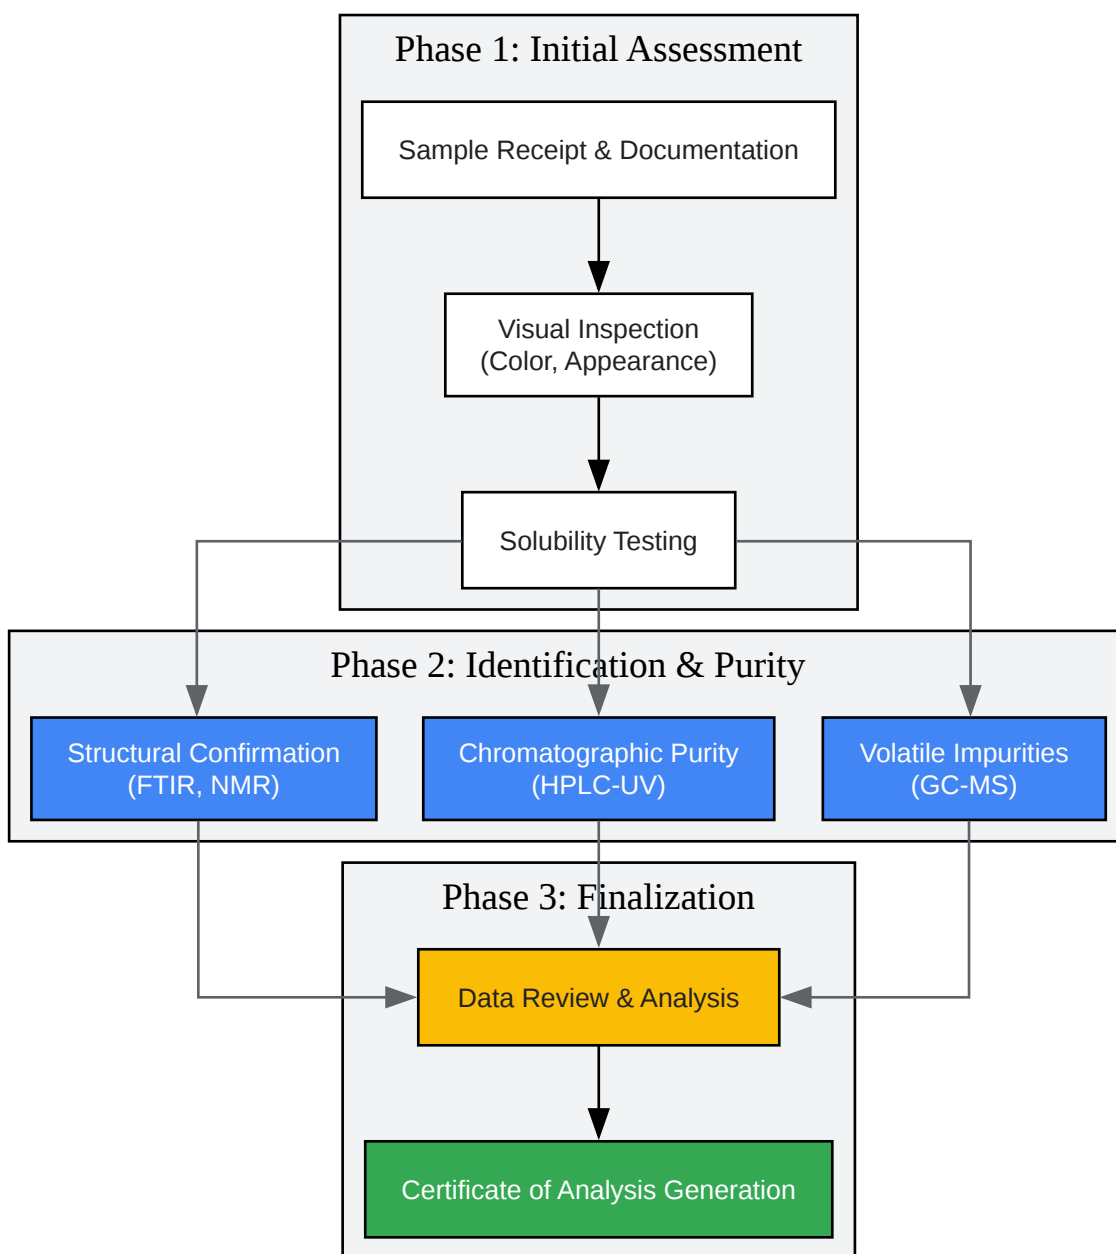 Phase 1: Initial Assessment
Sample Receipt & Documentation
Visual Inspection
(Color, Appearance)
Solubility Testing
Phase 2: Identification & Purity
Structural Confirmation
(FTIR, NMR)
Chromatographic Purity
(HPLC-UV)
Volatile Impurities
(GC-MS)
Phase 3: Finalization
Data Review & Analysis
Certificate of Analysis Generation